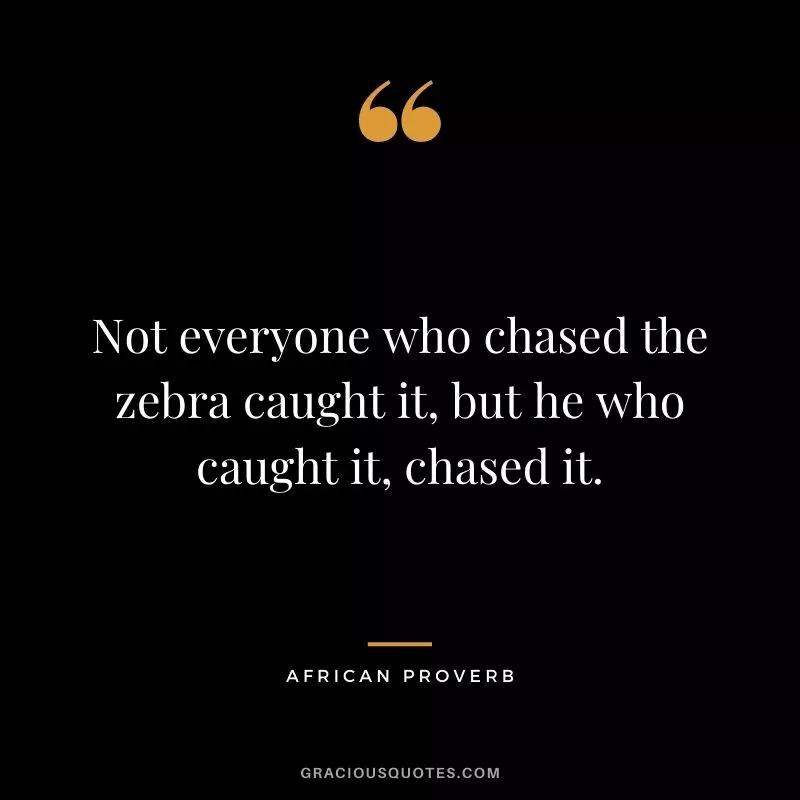 ❝
Not everyone who chased the
zebra caught it, but he who
caught it, chased it.
AFRICAN PROVERB
GRACIOUSQUOTES.COM